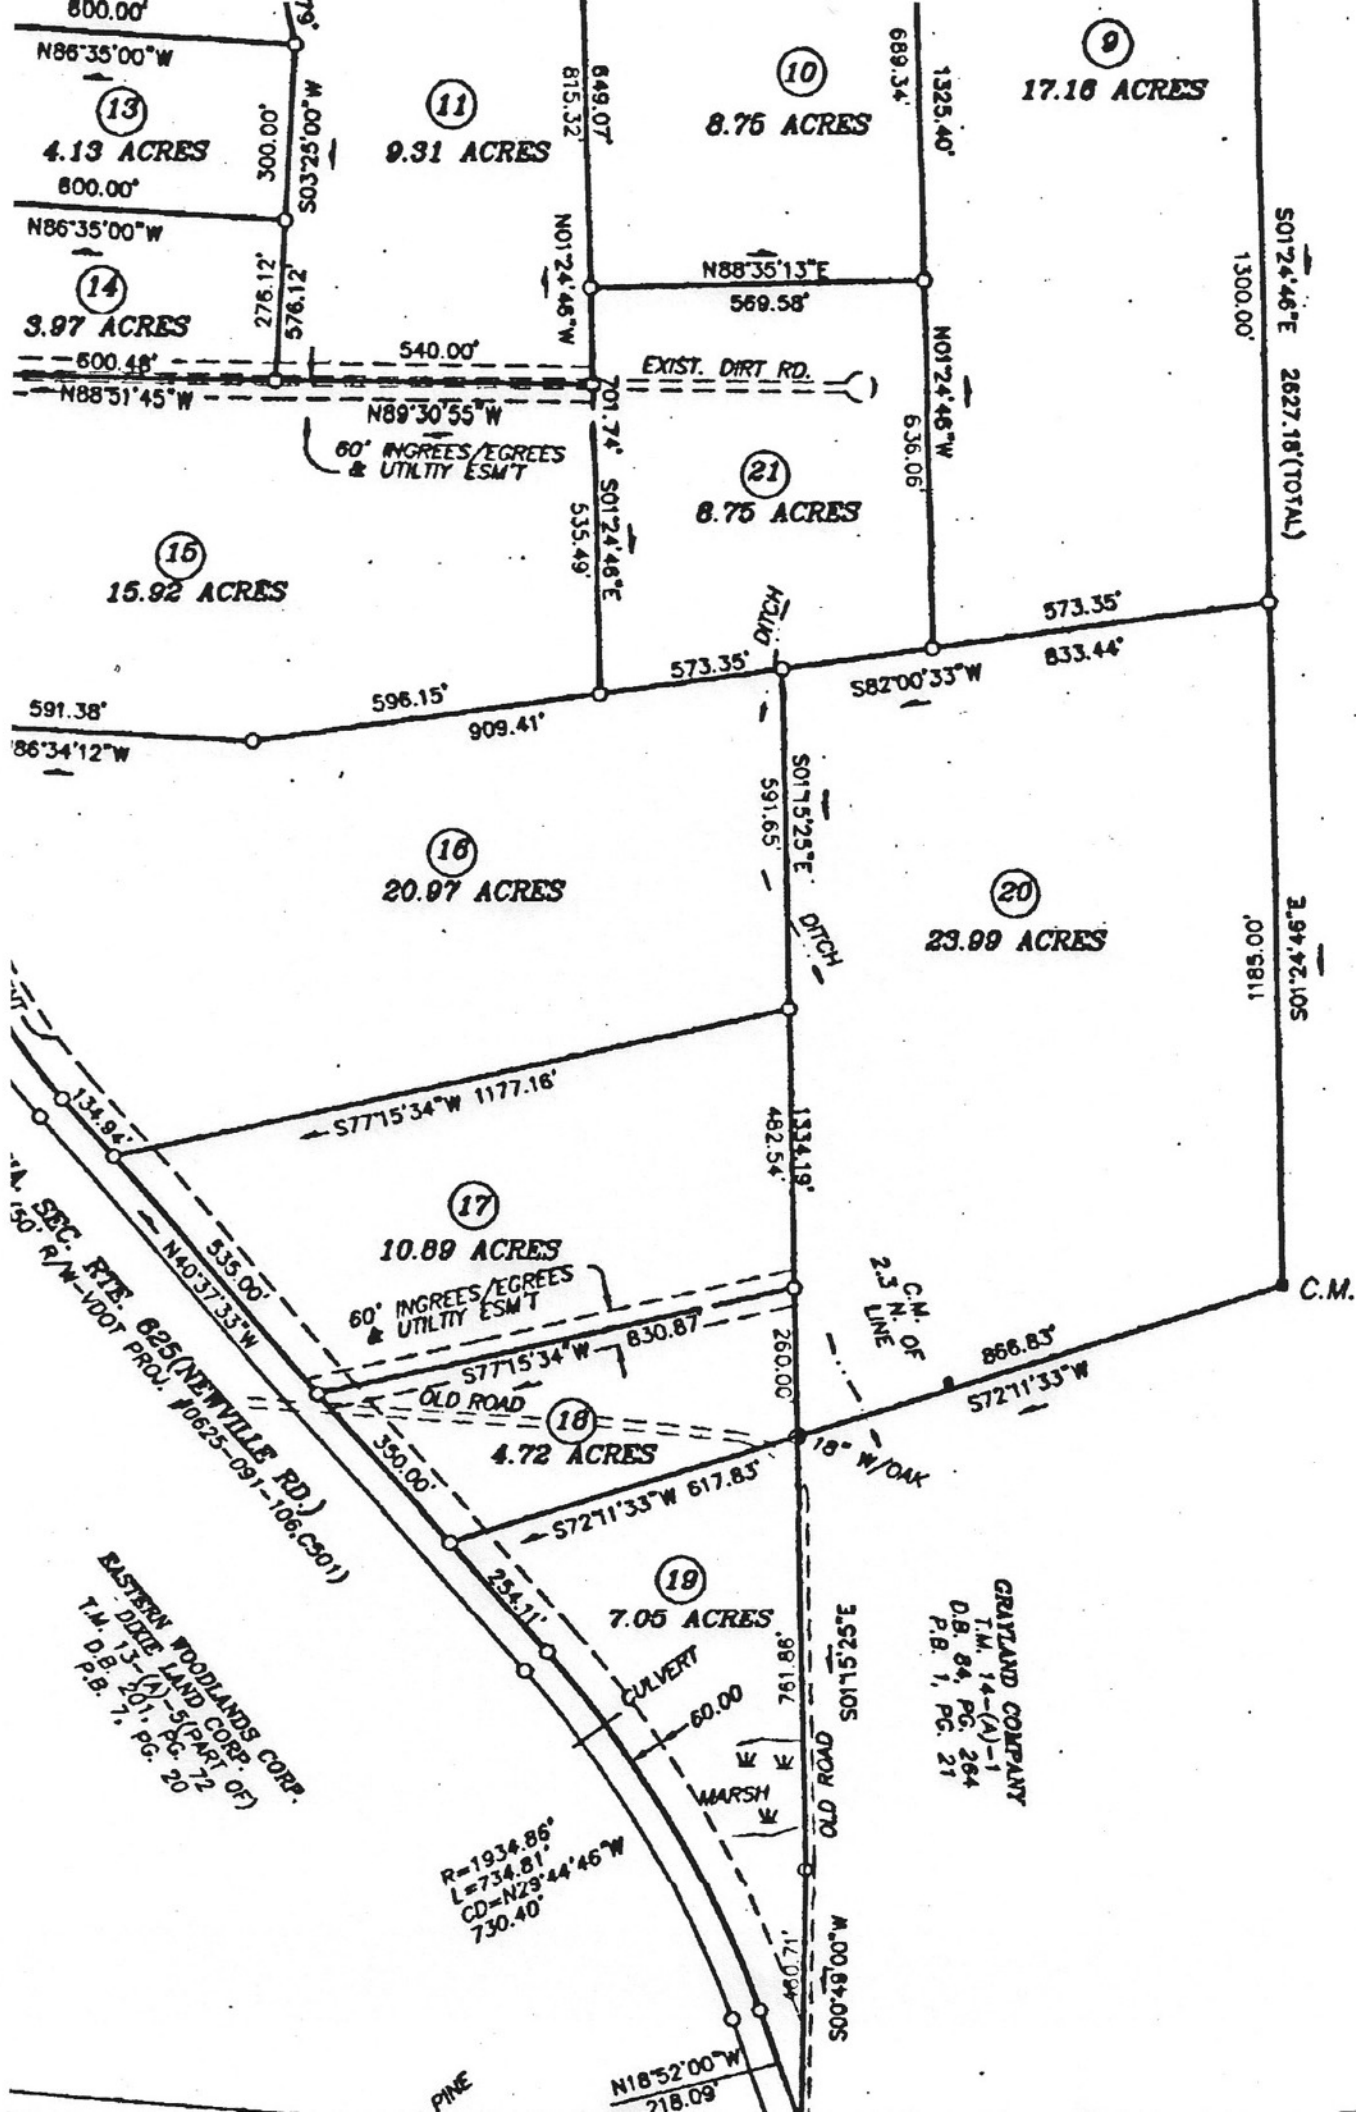 600.00'
N86°35'00"W
13
4.13 ACRES
600.00'
N86°35'00"W
14
3.97 ACRES
600.48'
N88°51'45"W
79'
300.00'
S03°25'00"W
276.12'
576.12'
11
9.31 ACRES
849.07'
815.32'
N01°24'46"W
540.00'
N89°30'55"W
60' INGREES/EGREES
& UTILTIY ESM'T
10
8.75 ACRES
689.34'
1325.40'
N88°35'13"E
569.58'
EXIST. DIRT RD.
9
17.16 ACRES
S01°24'46"E 2627.18'(TOTAL)
1300.00'
N01°24'46"W
636.06'
701.74'
S01°24'46"E
535.49'
21
8.75 ACRES
15
15.92 ACRES
DITCH
573.35'
833.44'
S82°00'33"W
573.35'
596.15'
909.41'
591.38'
86°34'12"W
16
20.97 ACRES
S01°15'25"E
591.65'
DITCH
20
23.99 ACRES
1185.00'
S01°24'46"E
NT
134.94'
S77°15'34"W 1177.16'
1334.19'
482.54'
17
10.89 ACRES
60' INGREES/EGREES
& UTILTIY ESM'T
535.00'
N40°37'33"W
S77°15'34"W
830.87'
OLD ROAD
18
4.72 ACRES
260.00'
C.M.
2.3 N. OF
LINE
C.M.
866.83'
S72°11'33"W
18" W/OAK
S72°11'33"W 617.83'
SEC. RTE. 625(NEWVILLE RD.)
50' R/W-VDOT PROJ. #0625-091-106,C501)
350.00'
254.11'
19
7.05 ACRES
761.86'
S01°15'25"E
CULVERT
60.00
MARSH
OLD ROAD
GRAYLAND COMPANY
T.M. 14-(A)-1
D.B. 84, PG. 264
P.B. 1, PG. 21
EASTERN WOODLANDS CORP.
DIXIE LAND CORP.
T.M. 13-(A)-5(PART OF)
D.B. 201, PG. 72
P.B. 7, PG. 20
R=1934.86'
L=734.81'
CD=N29°44'46"W
730.40'
460.71'
S00°49'00"W
N18°52'00"W
218.09'
PINE